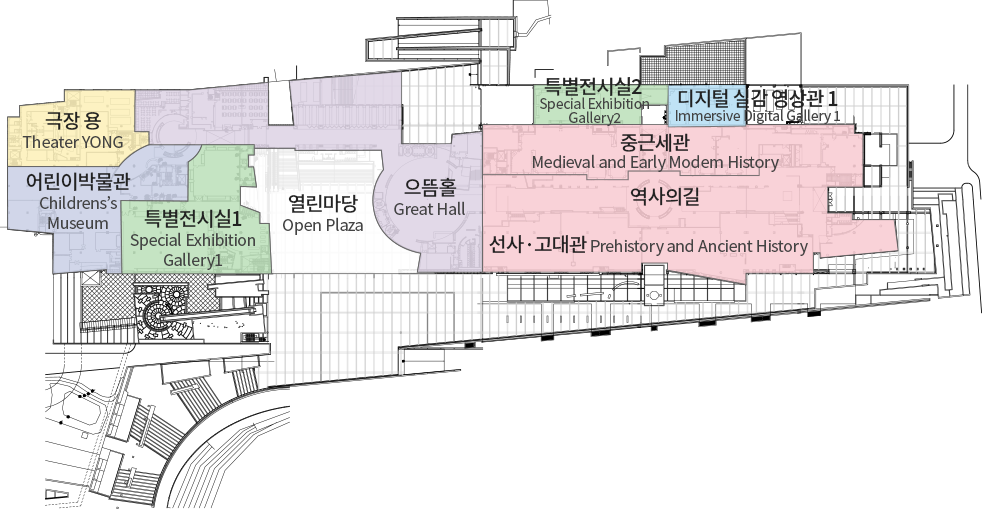 극장 용
Theater YONG
어린이박물관
Childrens's
Museum
특별전시실1
Special Exhibition
Gallery1
열린마당
Open Plaza
으뜸홀
Great Hall
특별전시실2
Special Exhibition
Gallery2
디지털 실감 영상관 1
Immersive Digital Gallery 1
중근세관
Medieval and Early Modern History
역사의길
선사·고대관 Prehistory and Ancient History